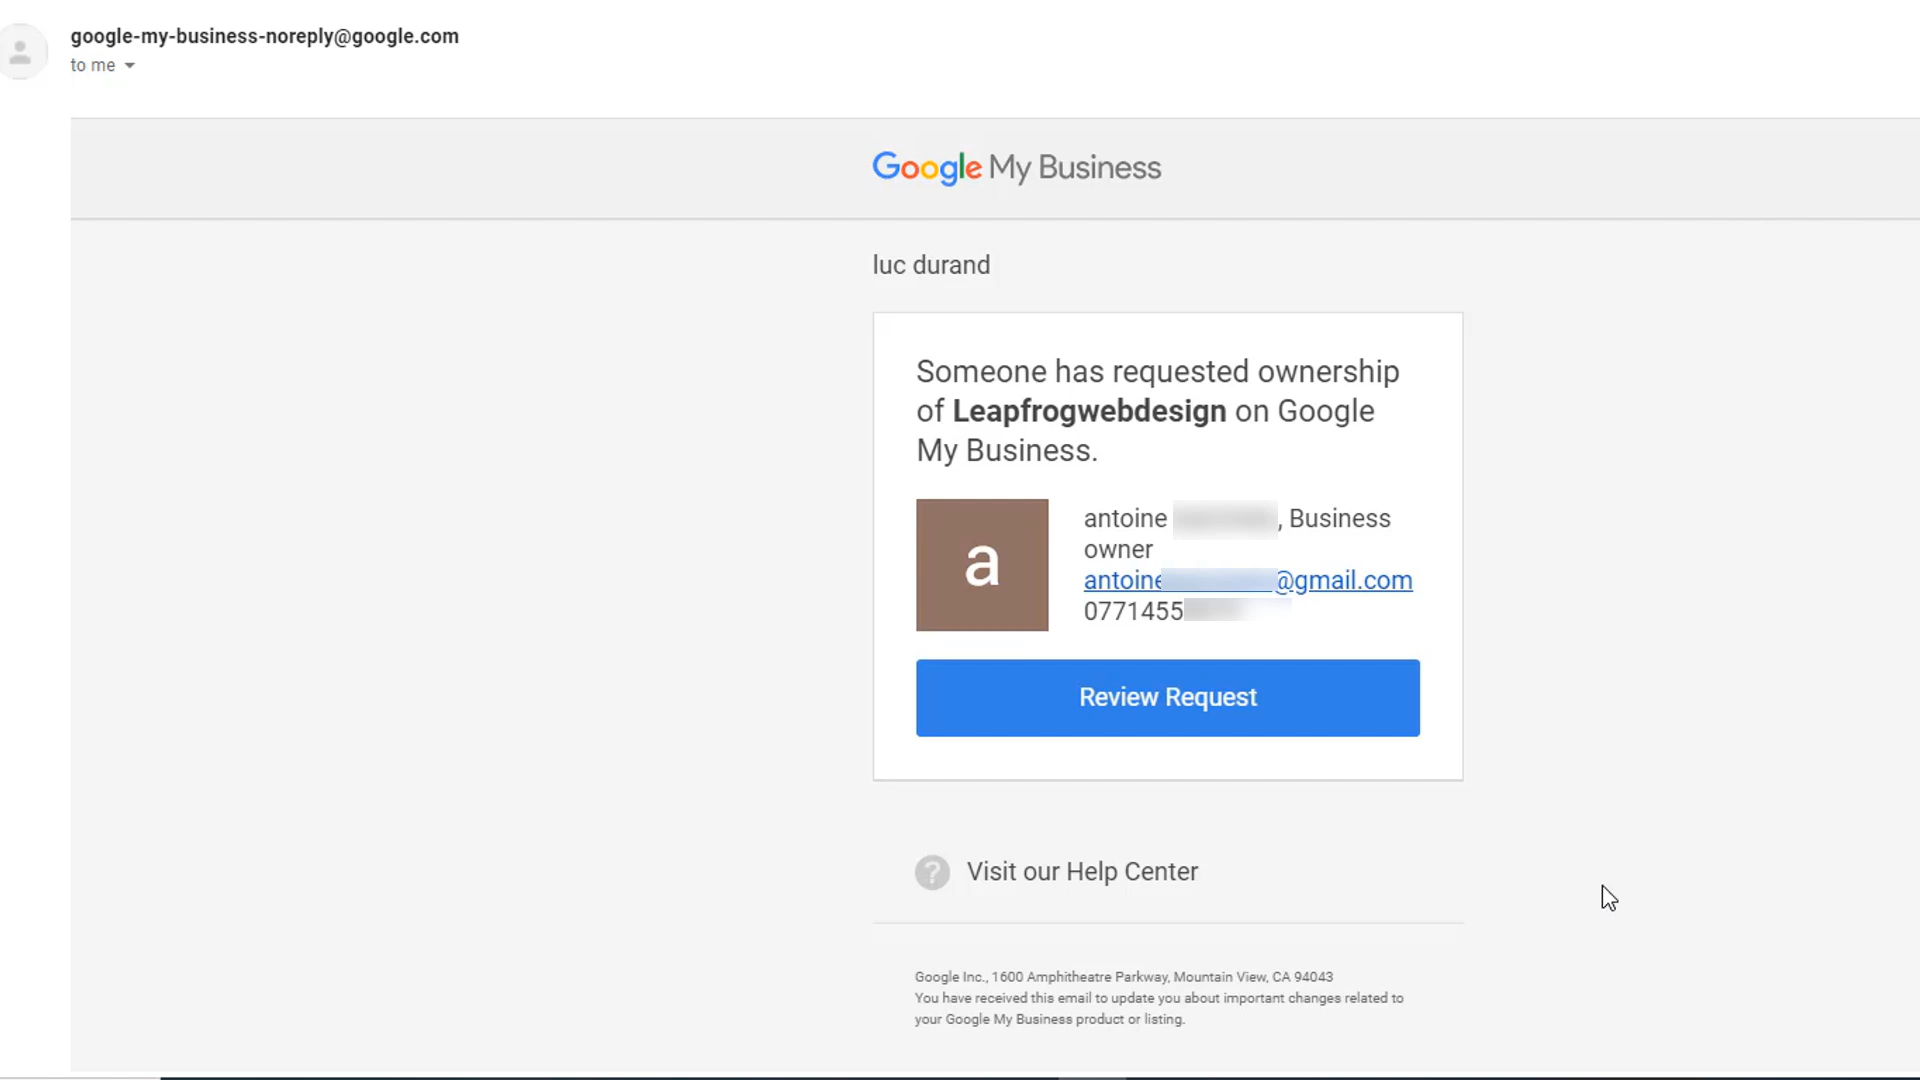 google-my-business-noreply@google.com
to me
Google My Business
luc durand
Someone has requested ownership
of Leapfrogwebdesign on Google
My Business.
a
antoine , Business
owner
antoine @gmail.com
0771455
Review Request
? Visit our Help Center
Google Inc., 1600 Amphitheatre Parkway, Mountain View, CA 94043
You have received this email to update you about important changes related to
your Google My Business product or listing.